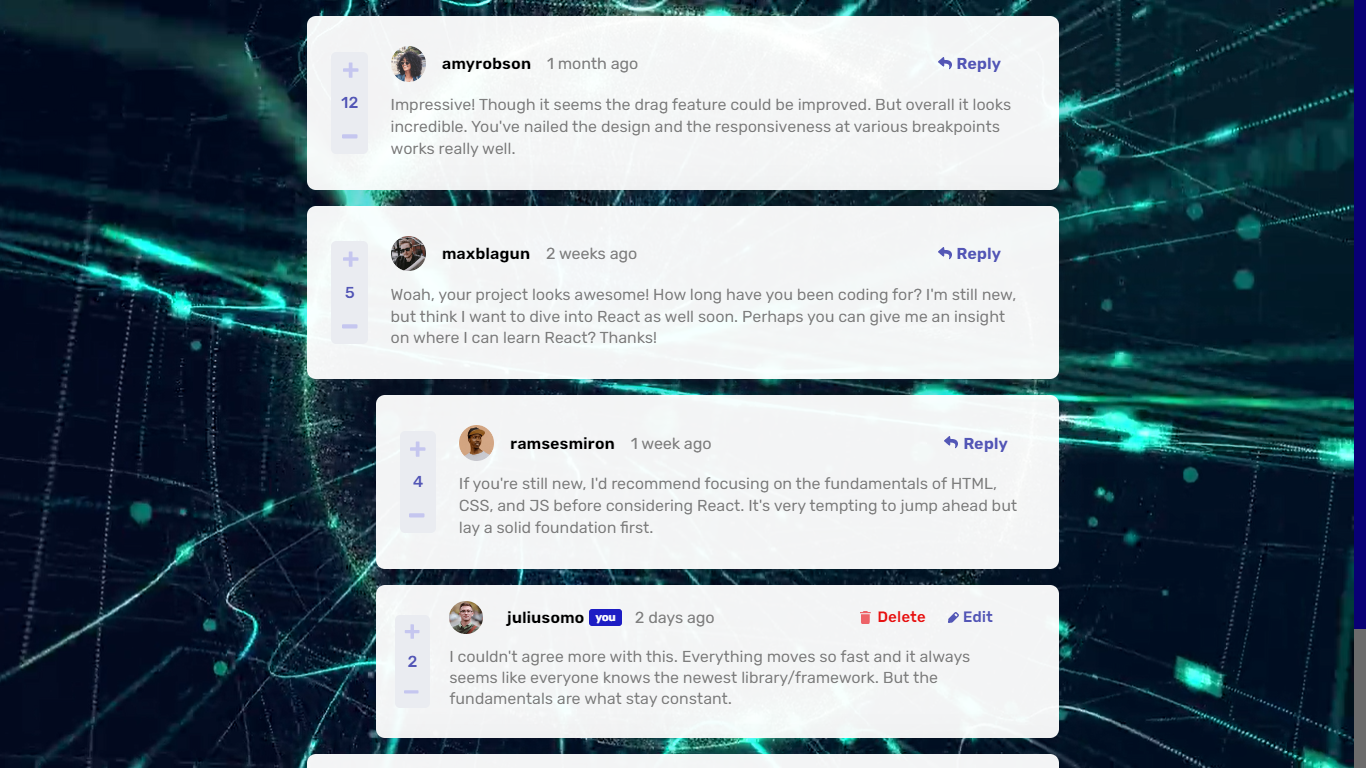 amyrobson 1 month ago Reply
+
12
Impressive! Though it seems the drag feature could be improved. But overall it looks
incredible. You've nailed the design and the responsiveness at various breakpoints
works really well.
−
maxblagun 2 weeks ago Reply
+
5
Woah, your project looks awesome! How long have you been coding for? I'm still new,
but think I want to dive into React as well soon. Perhaps you can give me an insight
on where I can learn React? Thanks!
−
ramsesmiron 1 week ago Reply
+
4
If you're still new, I'd recommend focusing on the fundamentals of HTML,
CSS, and JS before considering React. It's very tempting to jump ahead but
lay a solid foundation first.
−
juliusomo you 2 days ago Delete Edit
+
2
I couldn't agree more with this. Everything moves so fast and it always
seems like everyone knows the newest library/framework. But the
fundamentals are what stay constant.
−